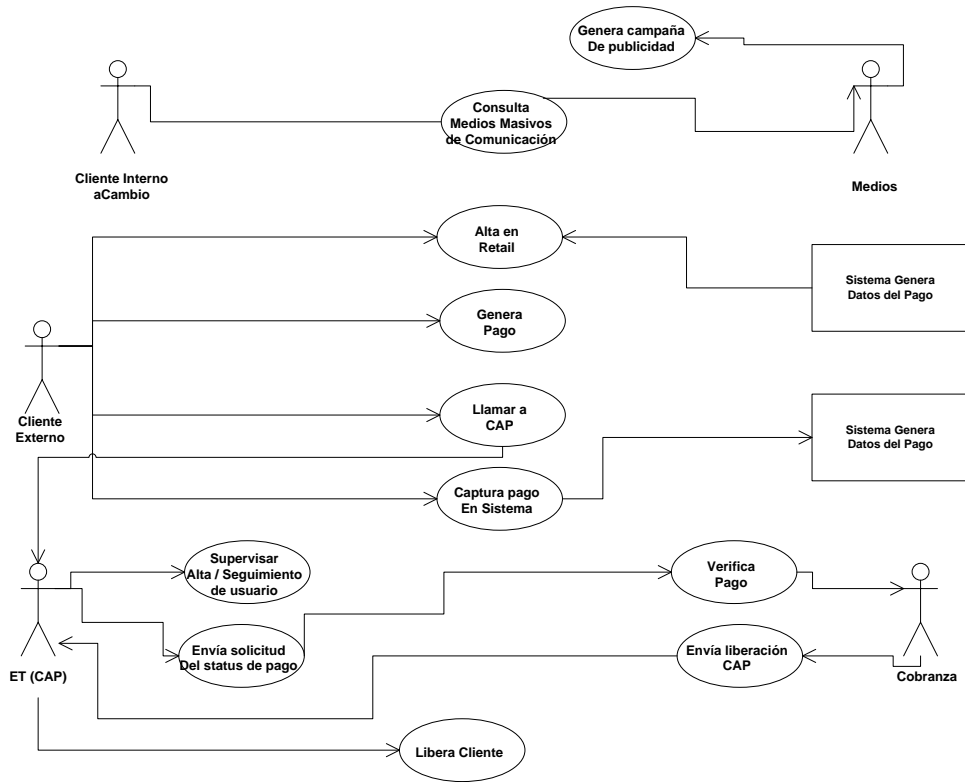 Genera campaña
De publicidad
Consulta
Medios Masivos
de Comunicación
Cliente Interno
aCambio
Medios
Alta en
Retail
Sistema Genera
Datos del Pago
Genera
Pago
Cliente
Externo
Llamar a
CAP
Sistema Genera
Datos del Pago
Captura pago
En Sistema
Supervisar
Alta / Seguimiento
de usuario
Verifica
Pago
Envía solicitud
Del status de pago
Envía liberación
CAP
ET (CAP)
Cobranza
Libera Cliente